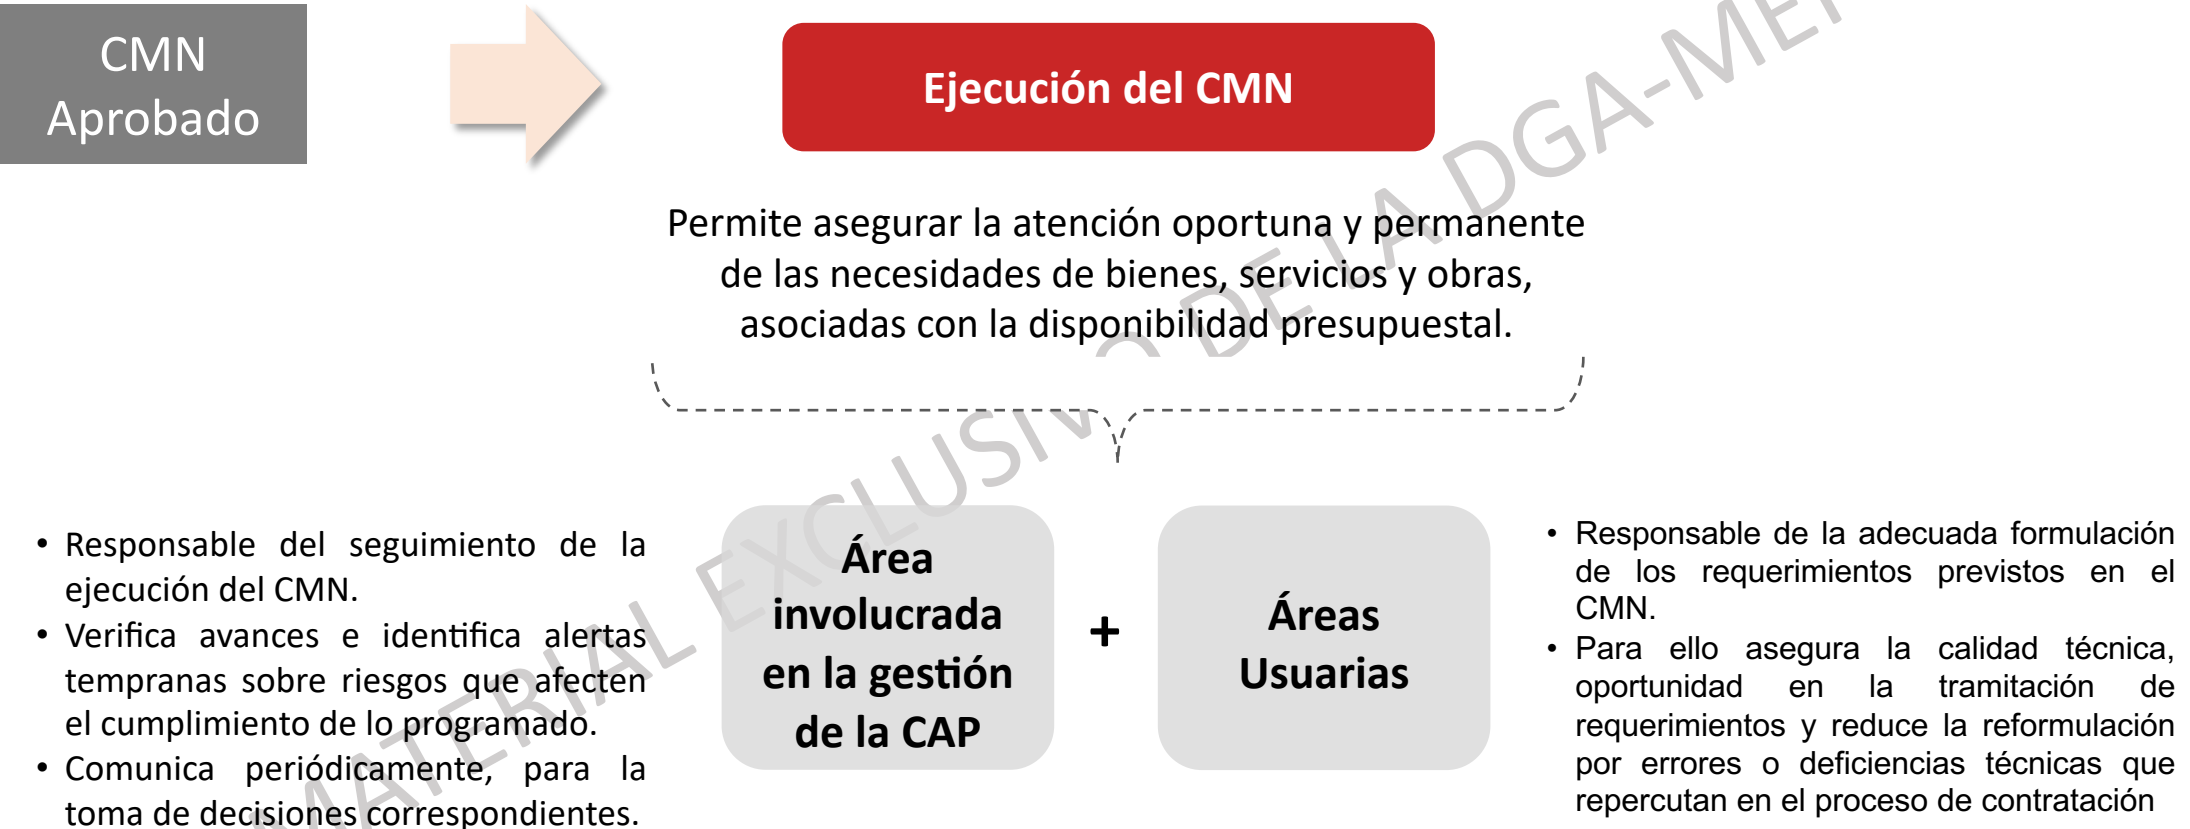 CMN
Aprobado
Ejecución del CMN
Permite asegurar la atención oportuna y permanente
de las necesidades de bienes, servicios y obras,
asociadas con la disponibilidad presupuestal.
• Responsable del seguimiento de la
ejecución del CMN.
• Verifica avances e identifica alertas
tempranas sobre riesgos que afecten
el cumplimiento de lo programado.
• Comunica periódicamente, para la
toma de decisiones correspondientes.
Área
involucrada
en la gestión
de la CAP
+
Áreas
Usuarias
• Responsable de la adecuada formulación
de los requerimientos previstos en el
CMN.
• Para ello asegura la calidad técnica,
oportunidad en la tramitación de
requerimientos y reduce la reformulación
por errores o deficiencias técnicas que
repercutan en el proceso de contratación
MATERIAL EXCLUSIVO DE LA DGA-MEF